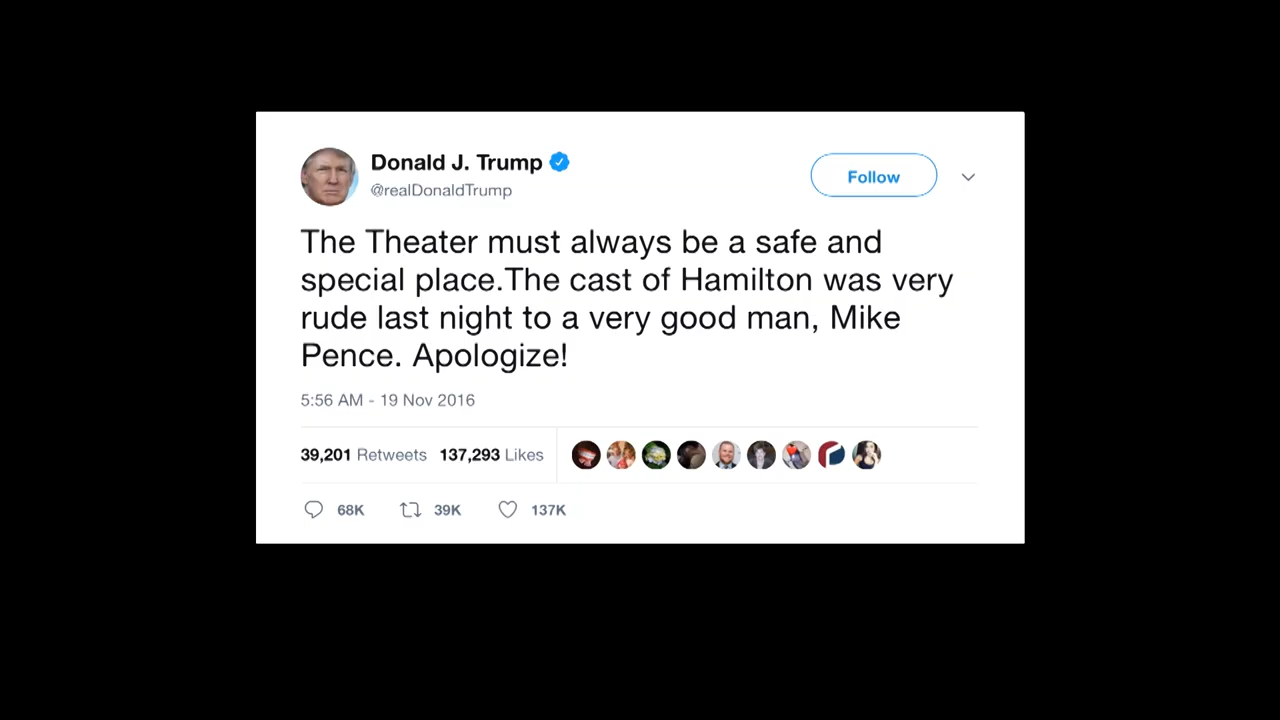 Donald J. Trump
Follow
@realDonaldTrump
The Theater must always be a safe and
special place.The cast of Hamilton was very
rude last night to a very good man, Mike
Pence. Apologize!
5:56 AM - 19 Nov 2016
39,201 Retweets 137,293 Likes
68K 39K 137K